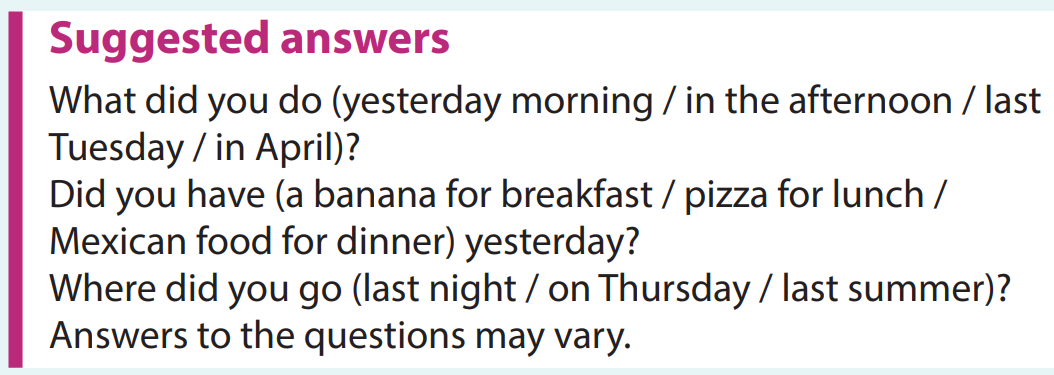 Suggested answers
What did you do (yesterday morning / in the afternoon / last
Tuesday / in April)?
Did you have (a banana for breakfast / pizza for lunch /
Mexican food for dinner) yesterday?
Where did you go (last night / on Thursday / last summer)?
Answers to the questions may vary.